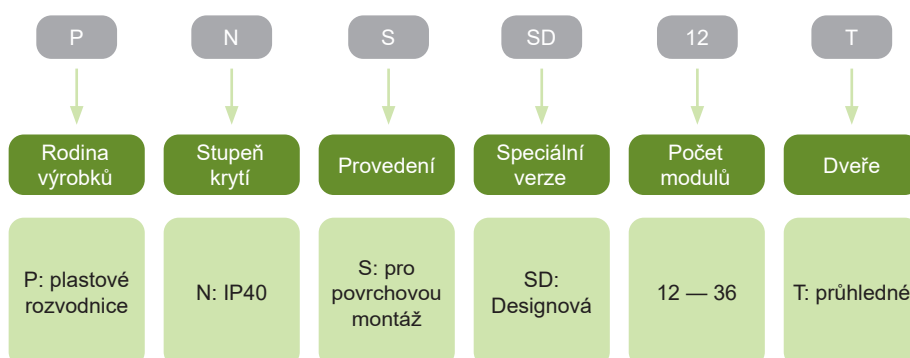 P
N
S
SD
12
T
Rodina
výrobků
Stupeň
krytí
Provedení
Speciální
verze
Počet
modulů
Dveře
P: plastové
rozvodnice
N: IP40
S: pro
povrchovou
montáž
SD:
Designová
12 — 36
T: průhledné